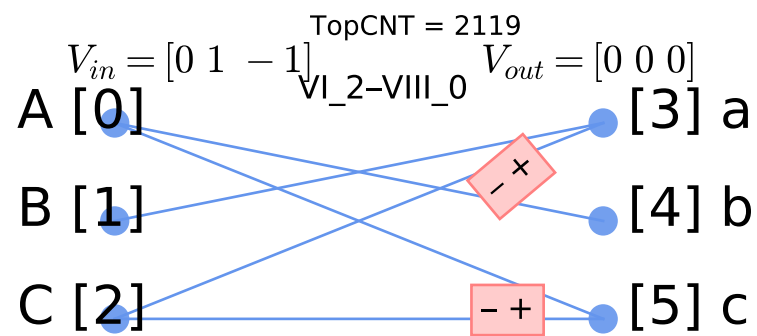 TopCNT = 2119
V_in = [0 1 −1] V_out = [0 0 0]
VI_2–VIII_0
A [0] [3] a
− +
B [1] [4] b
C [2] − + [5] c